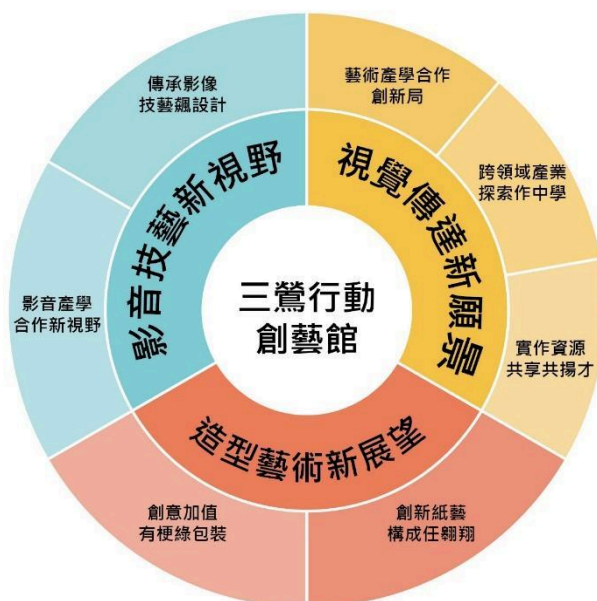 三鶯行動
創藝館
視覺傳達新願景
藝術產學合作
創新局
跨領域產業
探索作中學
實作資源
共享共揚才
造型藝術新展望
創新紙藝
構成任翱翔
創意加值
有梗綠包裝
影音技藝新視野
影音產學
合作新視野
傳承影像
技藝飆設計